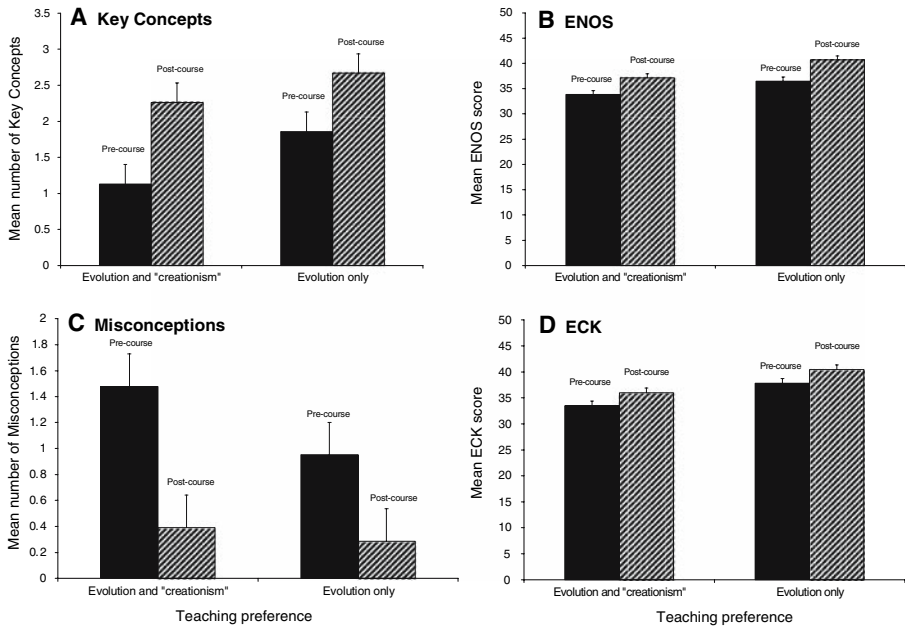 A Key Concepts
Mean number of Key Concepts
4
3.5
3
2.5
2
1.5
1
0.5
0
Pre-course
Post-course
Pre-course
Post-course
Evolution and "creationism"
Evolution only
B ENOS
Mean ENOS score
50
45
40
35
30
25
20
15
10
5
0
Pre-course
Post-course
Pre-course
Post-course
Evolution and "creationism"
Evolution only
C Misconceptions
Mean number of Misconceptions
2
1.8
1.6
1.4
1.2
1
0.8
0.6
0.4
0.2
0
Pre-course
Post-course
Pre-course
Post-course
Evolution and "creationism"
Evolution only
Teaching preference
D ECK
Mean ECK score
50
45
40
35
30
25
20
15
10
5
0
Pre-course
Post-course
Pre-course
Post-course
Evolution and "creationism"
Evolution only
Teaching preference